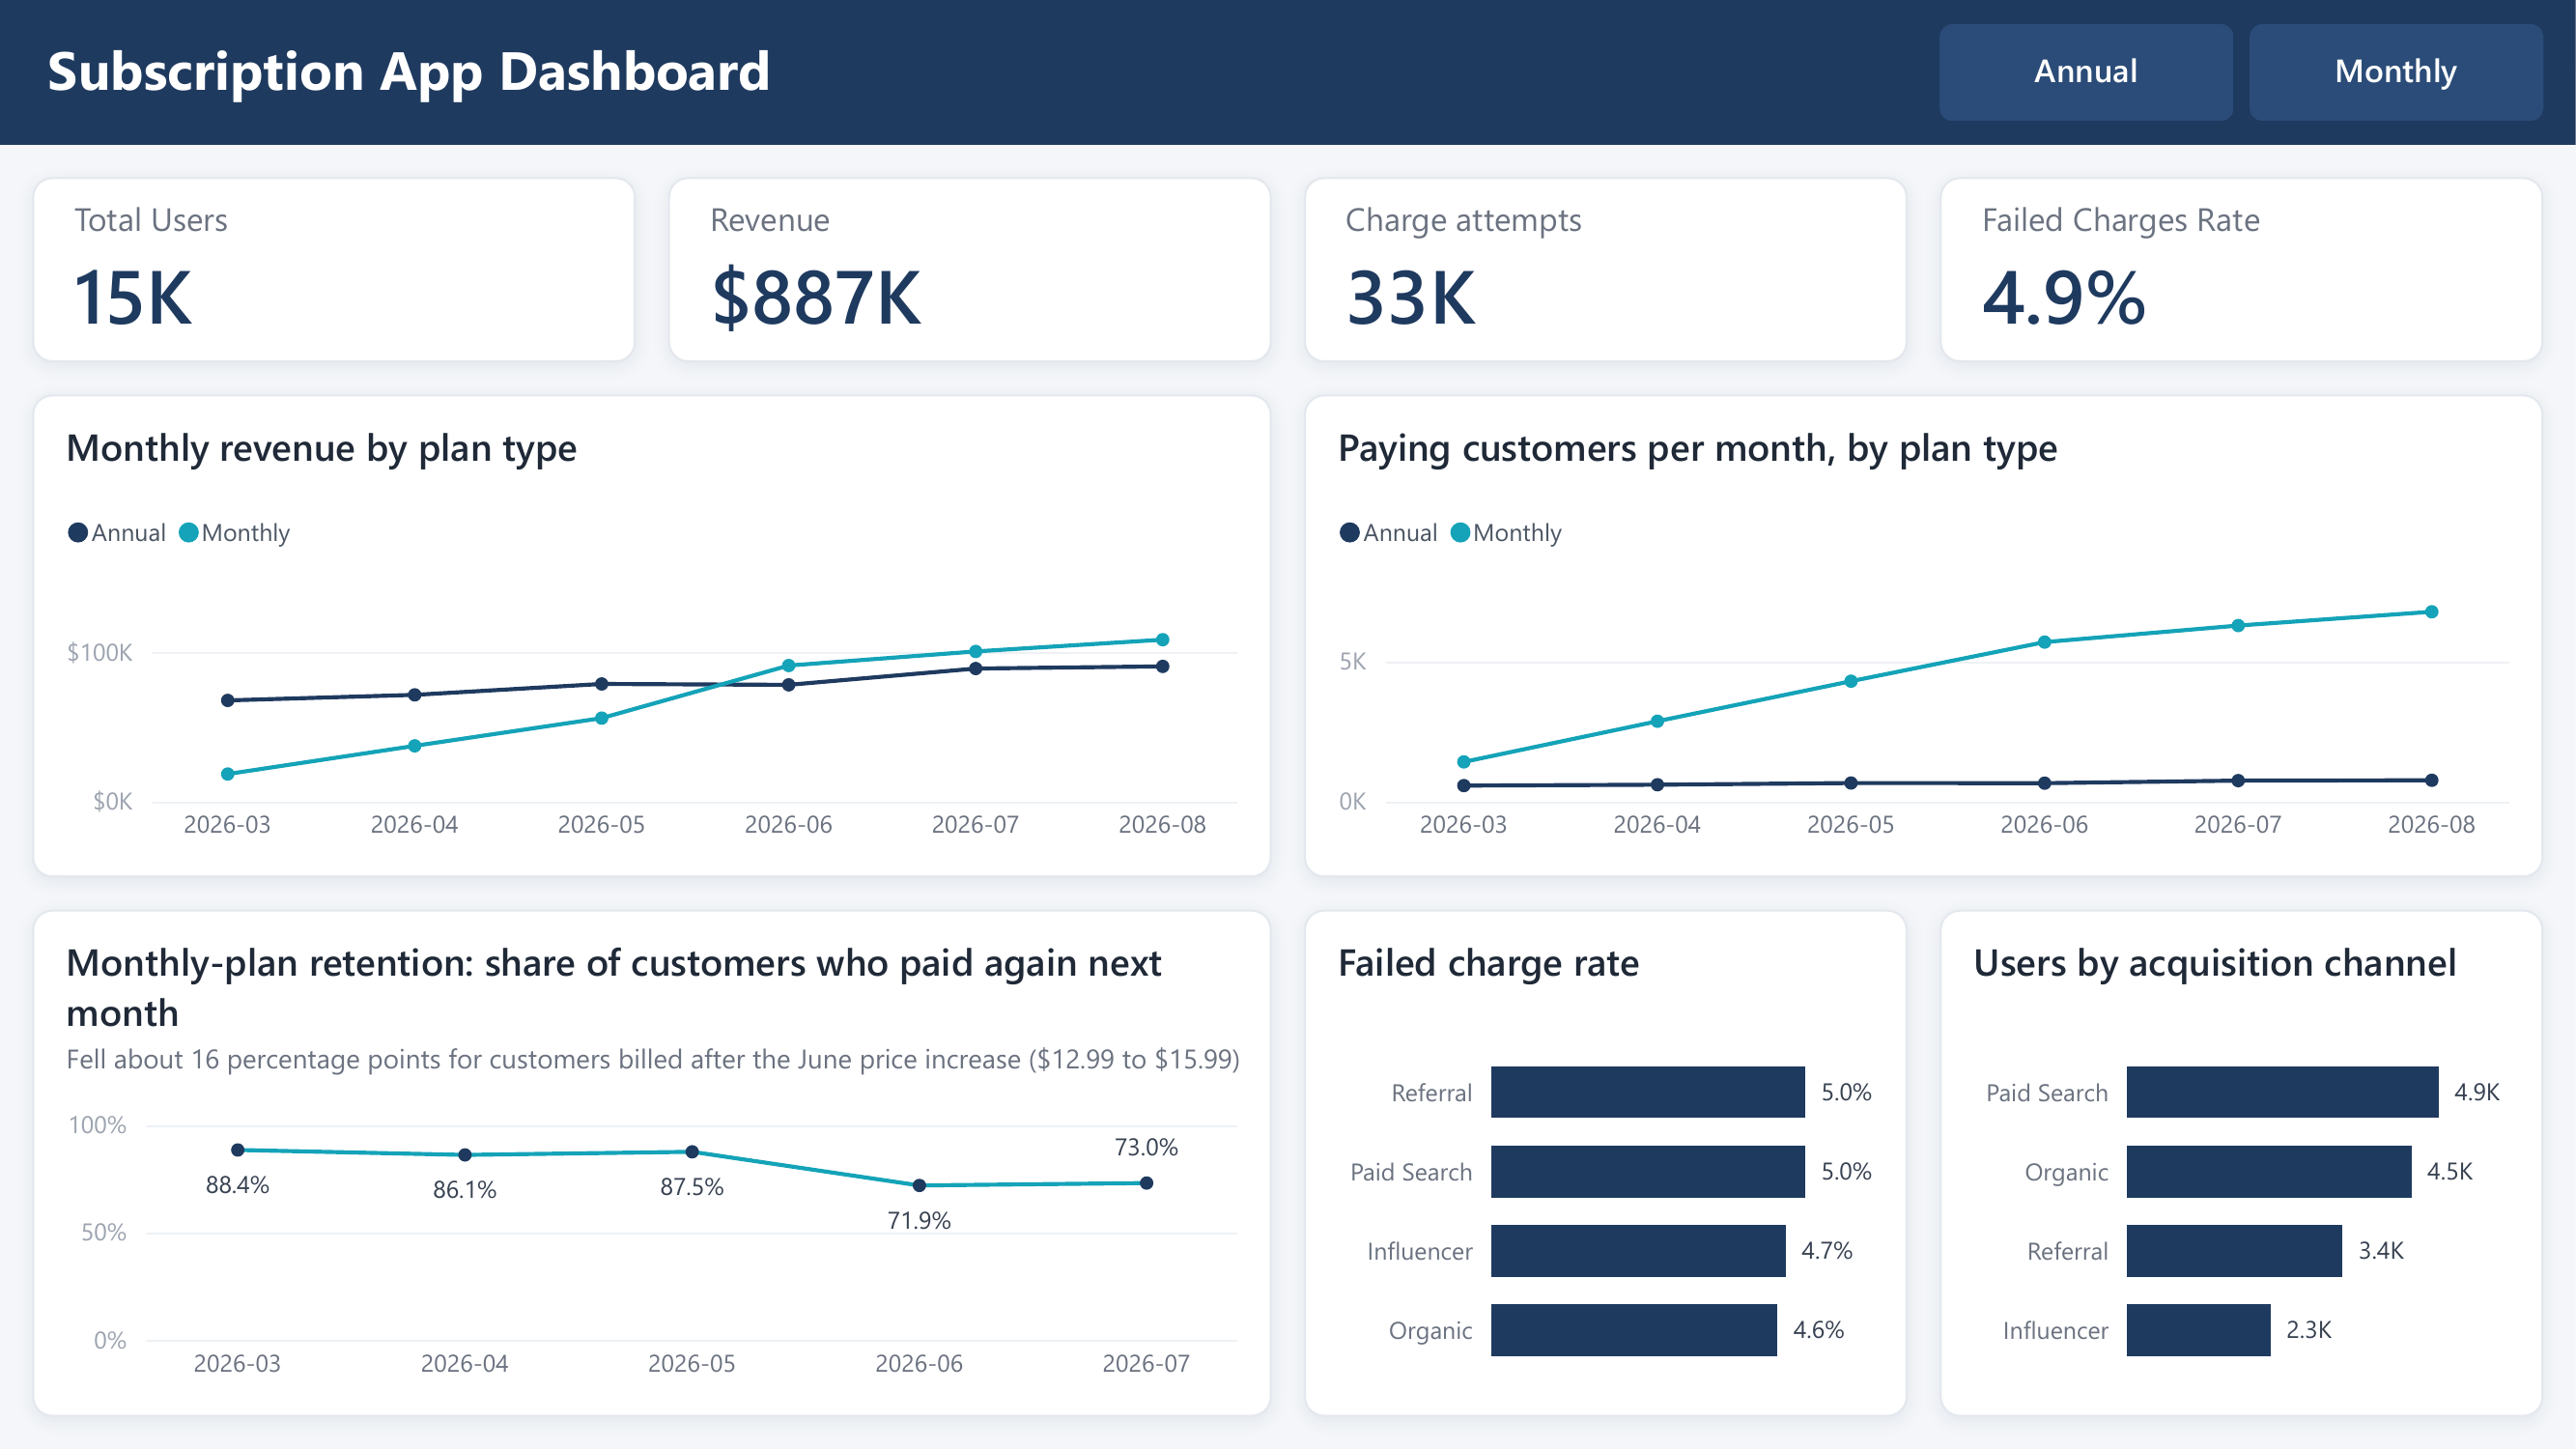 Subscription App Dashboard
Annual
Monthly
Total Users
15K
Revenue
$887K
Charge attempts
33K
Failed Charges Rate
4.9%
Monthly revenue by plan type
Annual Monthly
$100K
$0K
2026-03 2026-04 2026-05 2026-06 2026-07 2026-08
Paying customers per month, by plan type
Annual Monthly
5K
0K
2026-03 2026-04 2026-05 2026-06 2026-07 2026-08
Monthly-plan retention: share of customers who paid again next
month
Fell about 16 percentage points for customers billed after the June price increase ($12.99 to $15.99)
100%
88.4% 86.1% 87.5% 71.9% 73.0%
50%
0%
2026-03 2026-04 2026-05 2026-06 2026-07
Failed charge rate
Referral 5.0%
Paid Search 5.0%
Influencer 4.7%
Organic 4.6%
Users by acquisition channel
Paid Search 4.9K
Organic 4.5K
Referral 3.4K
Influencer 2.3K